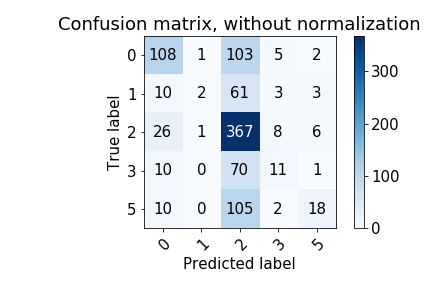 Confusion matrix, without normalization
True label
0 108 1 103 5 2
1 10 2 61 3 3
2 26 1 367 8 6
3 10 0 70 11 1
5 10 0 105 2 18
0 1 2 3 5
Predicted label
300
200
100
0